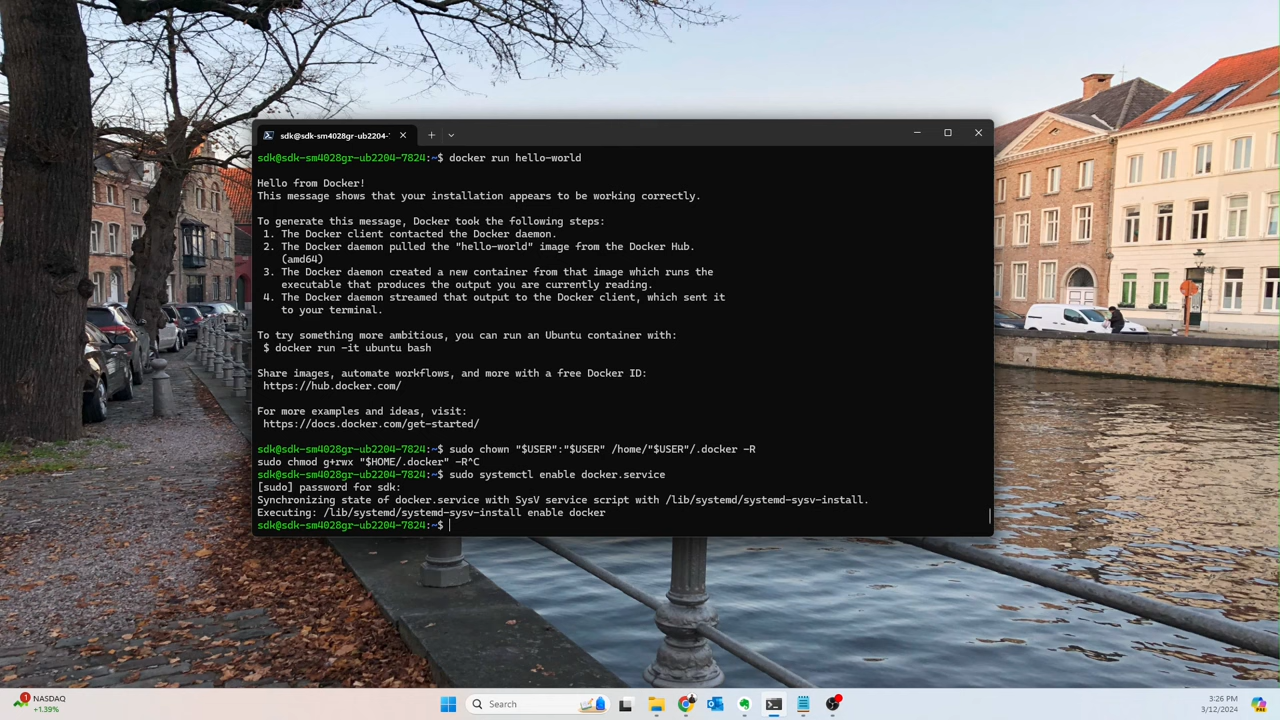 sdk@sdk-sm4028gr-ub2204-
sdk@sdk-sm4028gr-ub2204-7824:~$ docker run hello-world
Hello from Docker!
This message shows that your installation appears to be working correctly.
To generate this message, Docker took the following steps:
1. The Docker client contacted the Docker daemon.
2. The Docker daemon pulled the "hello-world" image from the Docker Hub.
(amd64)
3. The Docker daemon created a new container from that image which runs the
executable that produces the output you are currently reading.
4. The Docker daemon streamed that output to the Docker client, which sent it
to your terminal.
To try something more ambitious, you can run an Ubuntu container with:
$ docker run -it ubuntu bash
Share images, automate workflows, and more with a free Docker ID:
https://hub.docker.com/
For more examples and ideas, visit:
https://docs.docker.com/get-started/
sdk@sdk-sm4028gr-ub2204-7824:~$ sudo chown "$USER":"$USER" /home/"$USER"/.docker -R
sudo chmod g+rwx "$HOME/.docker" -R^C
sdk@sdk-sm4028gr-ub2204-7824:~$ sudo systemctl enable docker.service
[sudo] password for sdk:
Synchronizing state of docker.service with SysV service script with /lib/systemd/systemd-sysv-install.
Executing: /lib/systemd/systemd-sysv-install enable docker
sdk@sdk-sm4028gr-ub2204-7824:~$
1
NASDAQ
+1.39%
Search
3:26 PM
3/12/2024